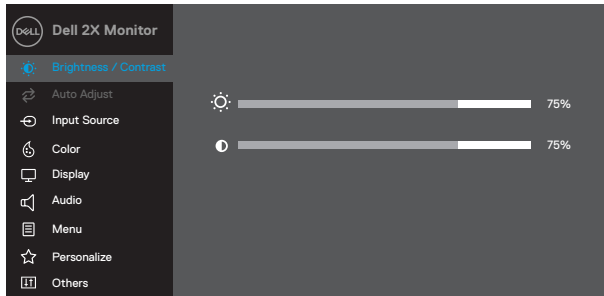 DELL
Dell 2X Monitor
Brightness / Contrast
Auto Adjust
75%
Input Source
Color
75%
Display
Audio
Menu
Personalize
Others